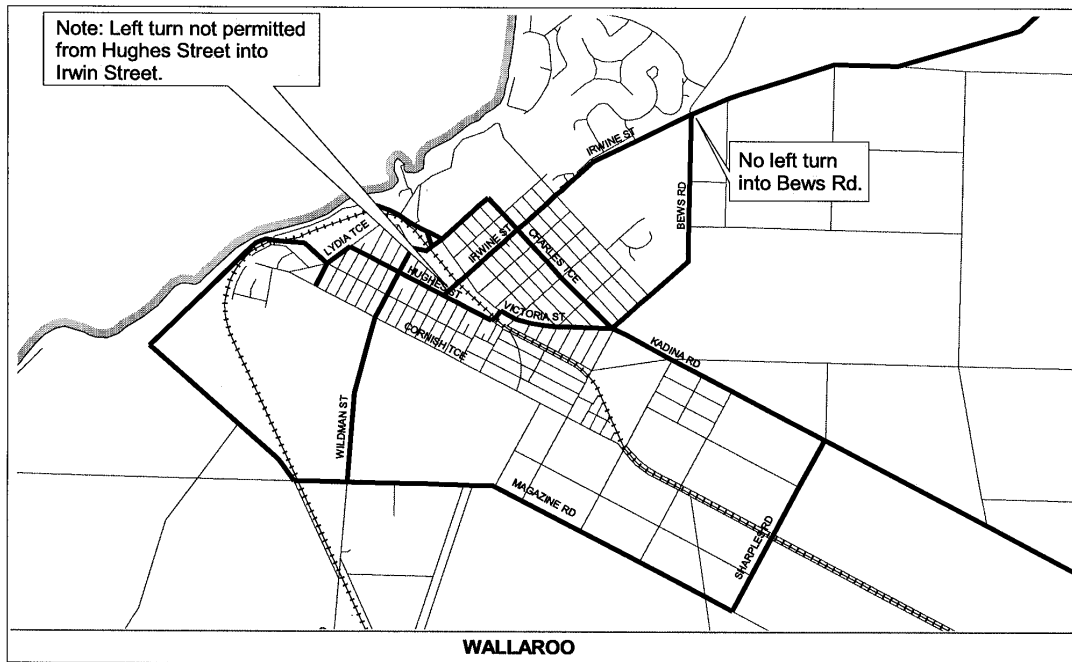 Note: Left turn not permitted
from Hughes Street into
Irwin Street.
IRWINE ST
No left turn
into Bews Rd.
BEWS RD
LYDIA TCE
IRWINE ST
CHARLES TCE
HUGHES ST
VICTORIA ST
CORNISH TCE
KADINA RD
WILDMAN ST
MAGAZINE RD
SHARPLES RD
WALLAROO